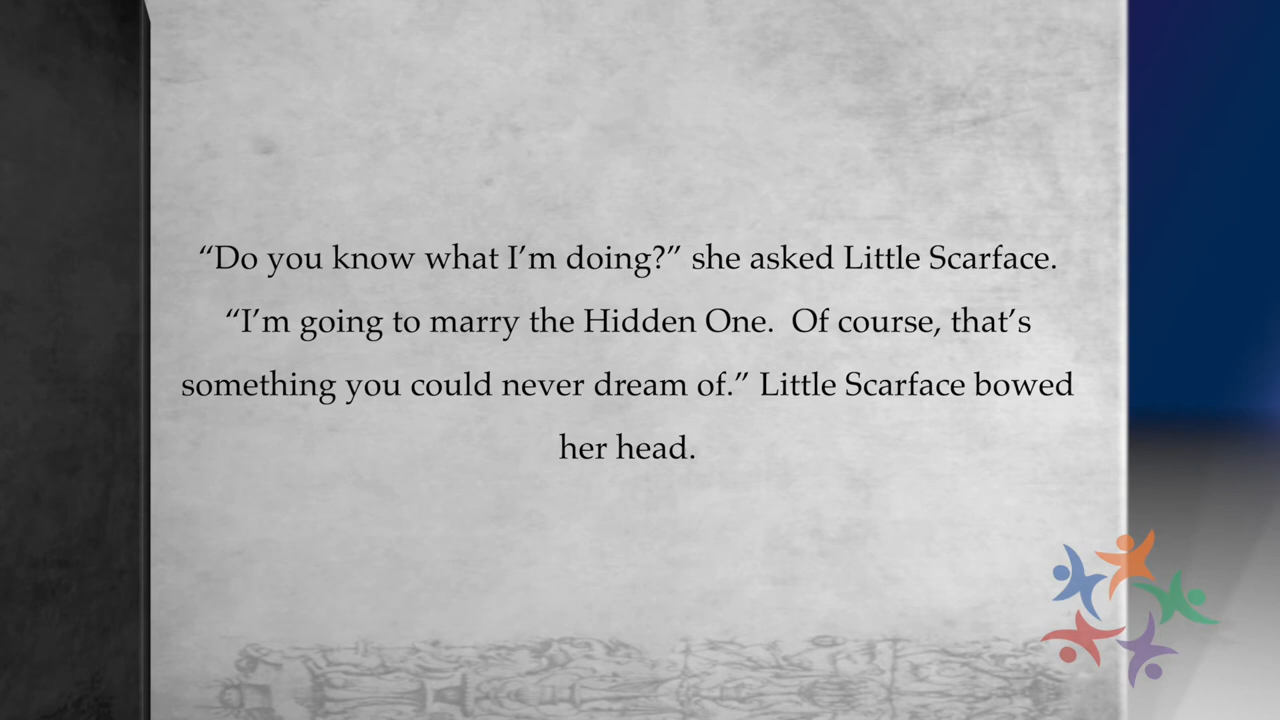 “Do you know what I’m doing?” she asked Little Scarface.
“I’m going to marry the Hidden One.  Of course, that’s
something you could never dream of.” Little Scarface bowed
her head.